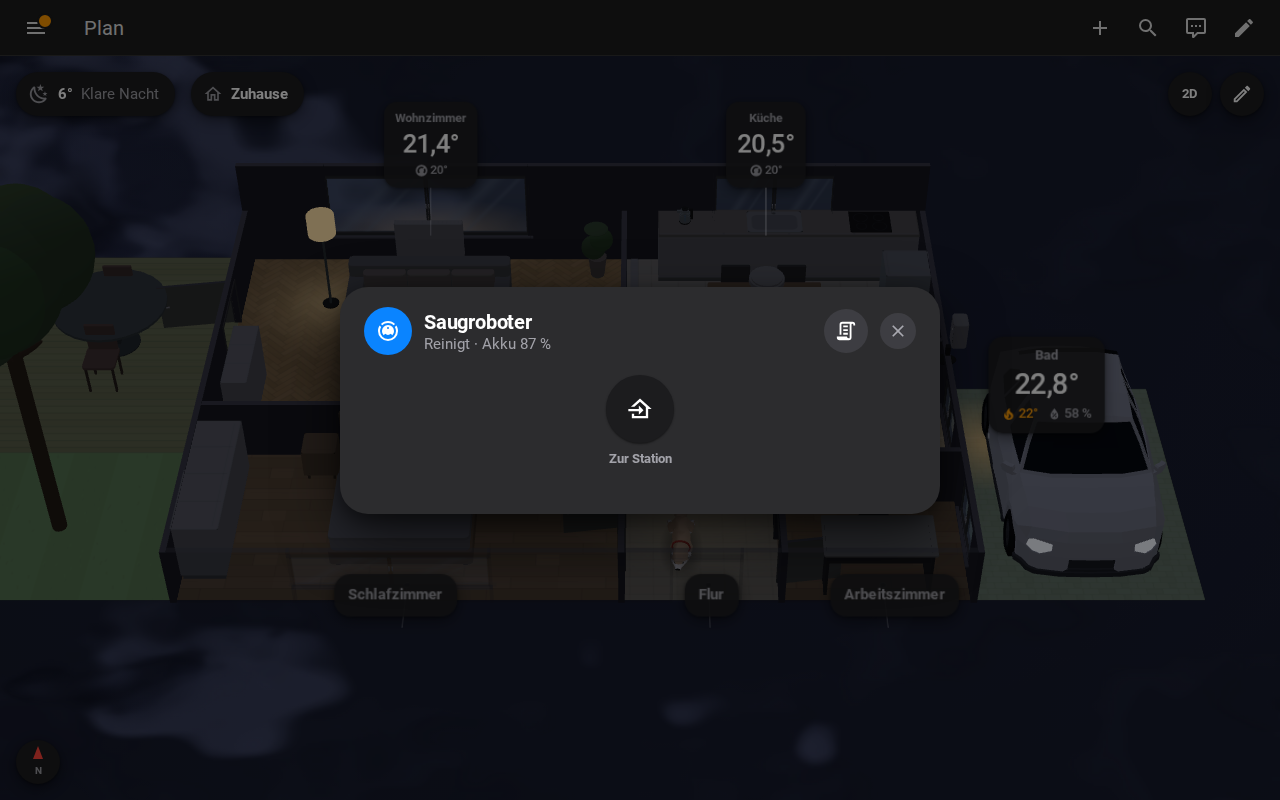 Plan
6° Klare Nacht
Zuhause
2D
Wohnzimmer
21,4°
20°
Küche
20,5°
20°
Saugroboter
Reinigt · Akku 87 %
Zur Station
Bad
22,8°
22° 58 %
Schlafzimmer
Flur
Arbeitszimmer
N